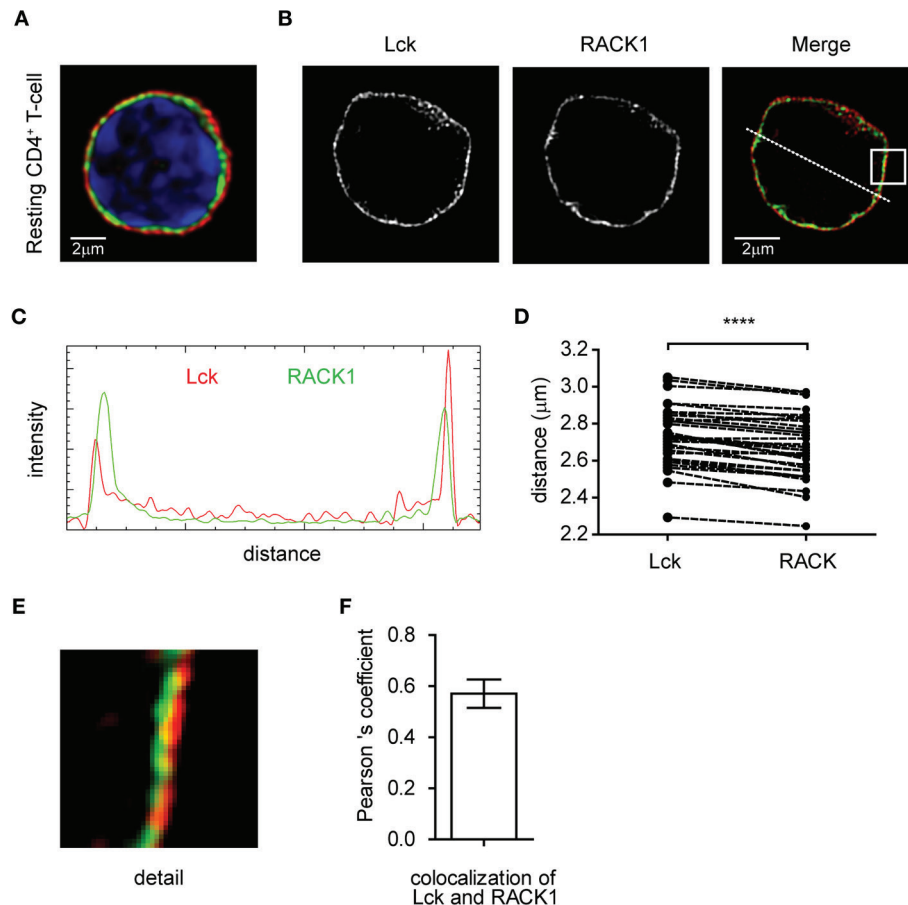 A
B
Lck
RACK1
Merge
Resting CD4⁺ T-cell
2μm
2μm
C
D
Lck
RACK1
intensity
distance
****
distance (μm)
3.2
3.0
2.8
2.6
2.4
2.2
Lck
RACK
E
F
detail
Pearson 's coefficient
0.8
0.6
0.4
0.2
0.0
colocalization of
Lck and RACK1